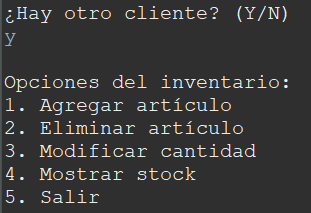 ¿Hay otro cliente? (Y/N)
y
Opciones del inventario:
1. Agregar artículo
2. Eliminar artículo
3. Modificar cantidad
4. Mostrar stock
5. Salir